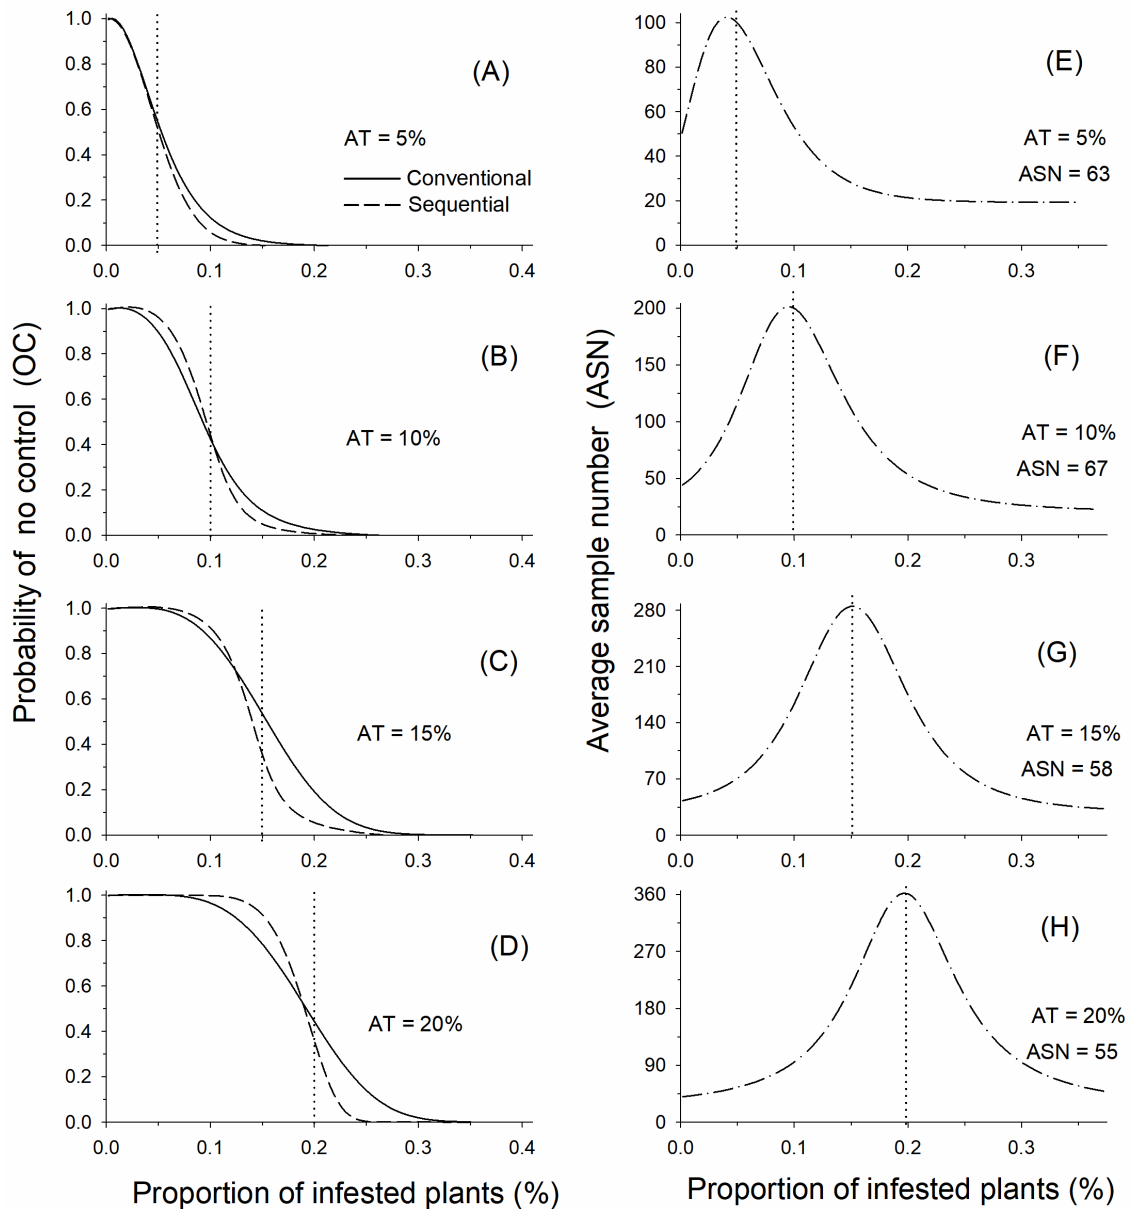 Probability of no control (OC)
1.0
0.8
0.6
0.4
0.2
0.0
0.0 0.1 0.2 0.3 0.4
(A)
AT = 5%
Conventional
Sequential
1.0
0.8
0.6
0.4
0.2
0.0
0.0 0.1 0.2 0.3 0.4
(B)
AT = 10%
1.0
0.8
0.6
0.4
0.2
0.0
0.0 0.1 0.2 0.3 0.4
(C)
AT = 15%
1.0
0.8
0.6
0.4
0.2
0.0
0.0 0.1 0.2 0.3 0.4
(D)
AT = 20%
Proportion of infested plants (%)
Average sample number (ASN)
100
80
60
40
20
0
0.0 0.1 0.2 0.3
(E)
AT = 5%
ASN = 63
200
150
100
50
0
0.0 0.1 0.2 0.3
(F)
AT = 10%
ASN = 67
280
210
140
70
0
0.0 0.1 0.2 0.3
(G)
AT = 15%
ASN = 58
360
270
180
90
0
0.0 0.1 0.2 0.3
(H)
AT = 20%
ASN = 55
Proportion of infested plants (%)